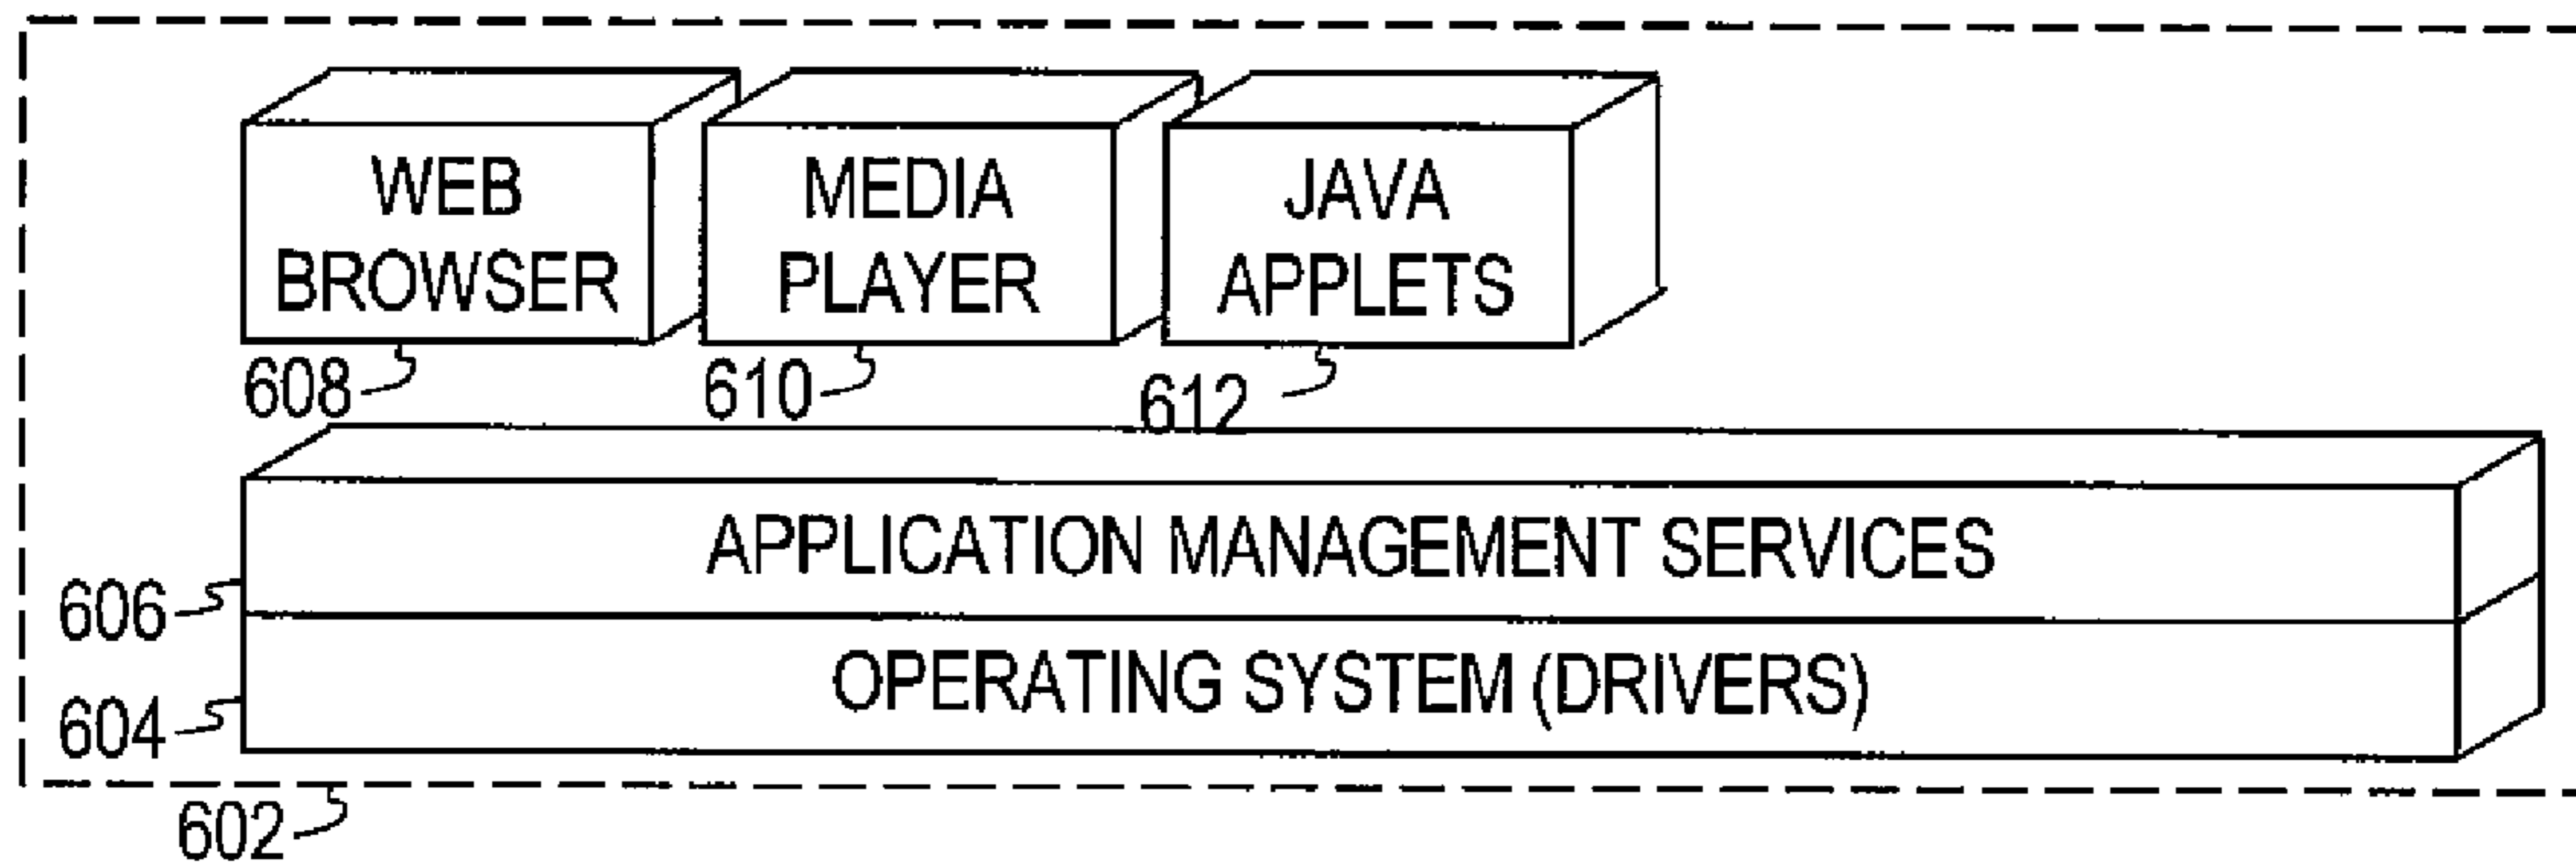 WEB
BROWSER
MEDIA
PLAYER
JAVA
APPLETS
608
610
612
APPLICATION MANAGEMENT SERVICES
606
OPERATING SYSTEM (DRIVERS)
604
602